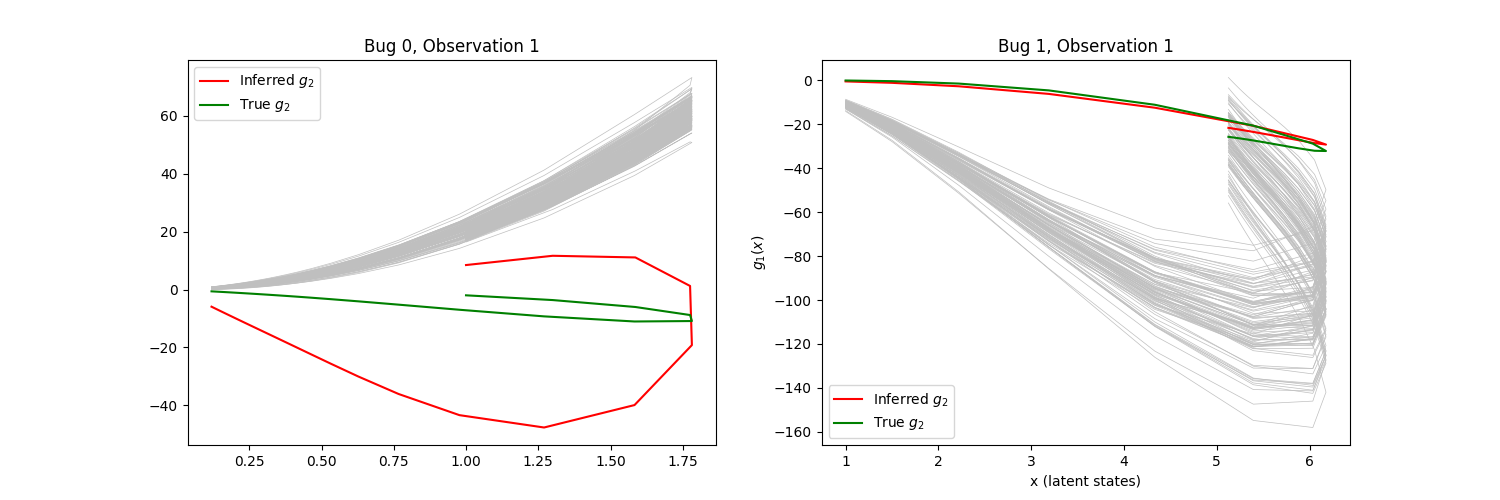 Bug 0, Observation 1
Inferred g₂
True g₂
60
40
20
0
−20
−40
0.25 0.50 0.75 1.00 1.25 1.50 1.75
Bug 1, Observation 1
0
−20
−40
−60
−80
−100
−120
−140
−160
g₁(x)
Inferred g₂
True g₂
1 2 3 4 5 6
x (latent states)